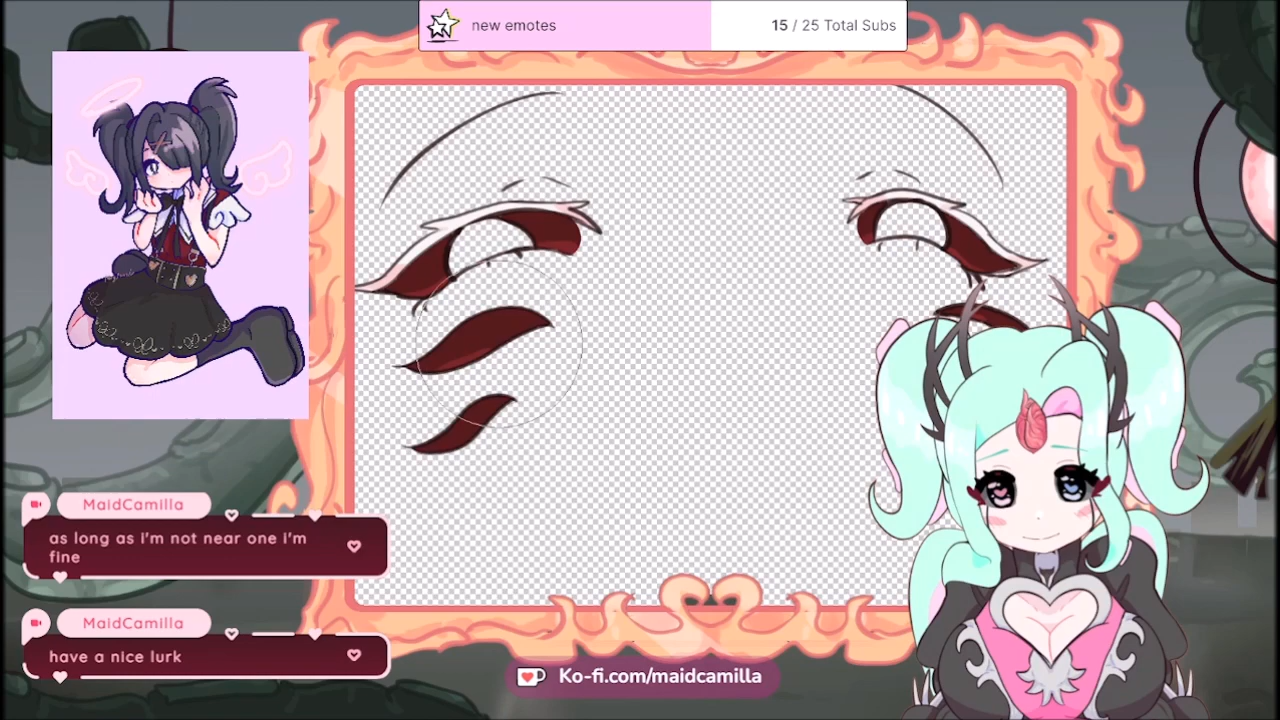 new emotes
15 / 25 Total Subs
MaidCamilla
as long as i'm not near one i'm
fine
MaidCamilla
have a nice lurk
Ko-fi.com/maidcamilla